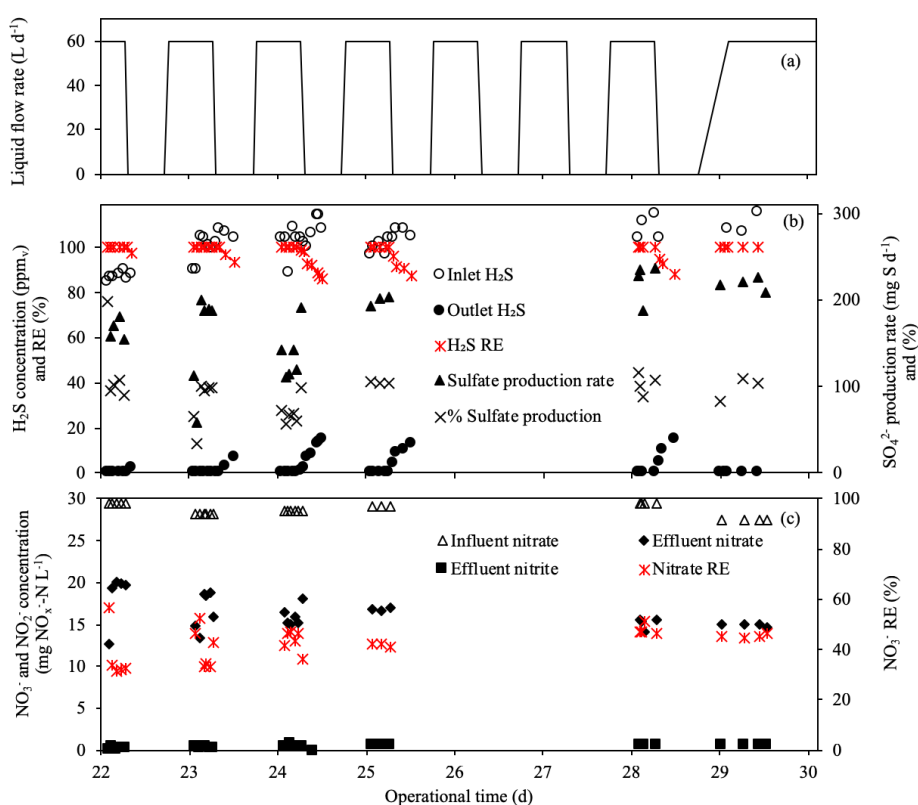 (a)
Liquid flow rate (L d⁻¹)
60
40
20
0
(b)
H₂S concentration (ppmᵥ)
and RE (%)
100
80
60
40
20
0
Inlet H₂S
Outlet H₂S
H₂S RE
Sulfate production rate
% Sulfate production
300
200
100
0
SO₄²⁻ production rate (mg S d⁻¹)
and (%)
(c)
NO₃⁻ and NO₂⁻ concentration
(mg NOₓ⁻-N L⁻¹)
30
25
20
15
10
5
0
Influent nitrate
Effluent nitrate
Effluent nitrite
Nitrate RE
100
80
60
40
20
0
NO₃⁻ RE (%)
22 23 24 25 26 27 28 29 30
Operational time (d)